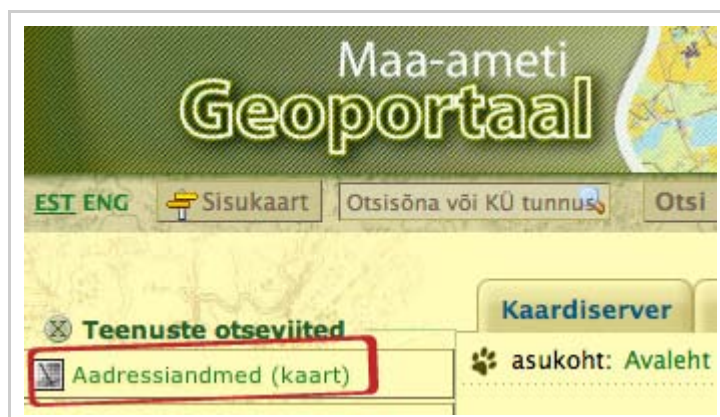 Maa-ameti
Geoportaal
EST ENG Sisukaart Otsisõna või KÜ tunnus Otsi
Kaardiserver
Teenuste otseviited
Aadressiandmed (kaart)
asukoht: Avaleht